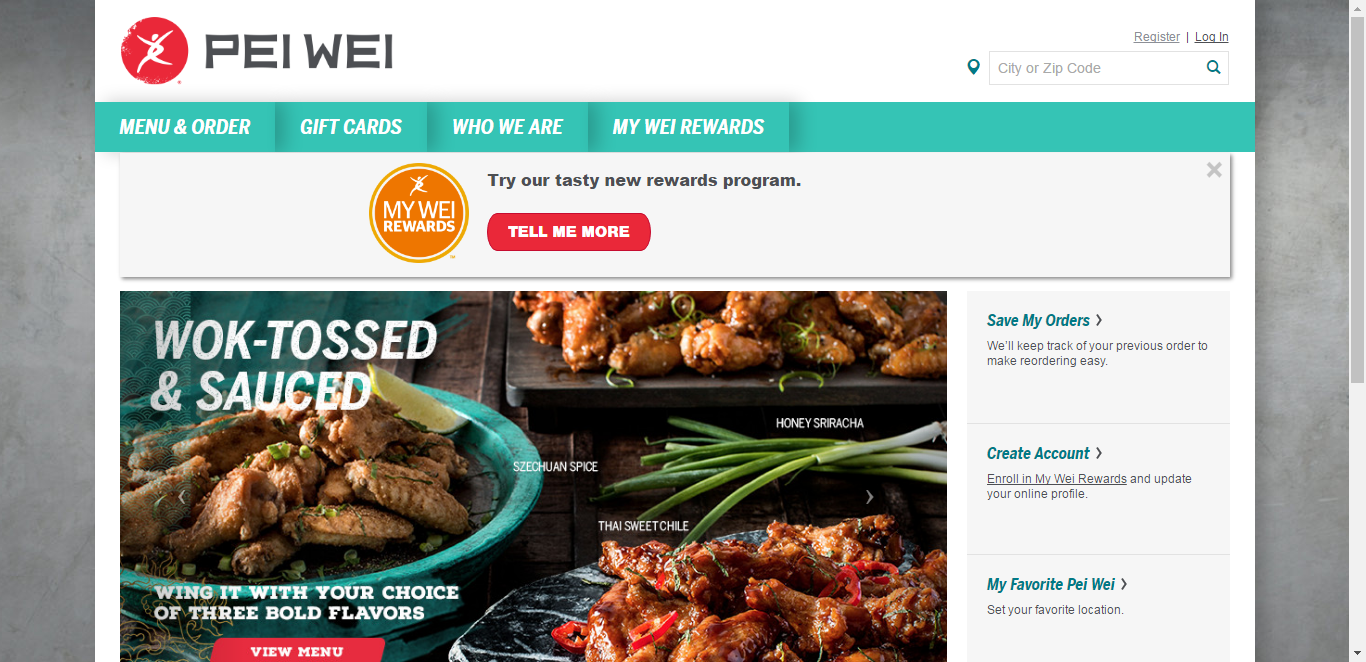 PEI WEI
Register | Log In
City or Zip Code
MENU & ORDER
GIFT CARDS
WHO WE ARE
MY WEI REWARDS
MY WEI
REWARDS
Try our tasty new rewards program.
TELL ME MORE
WOK-TOSSED
& SAUCED
HONEY SRIRACHA
SZECHUAN SPICE
THAI SWEET CHILE
WING IT WITH YOUR CHOICE
OF THREE BOLD FLAVORS
VIEW MENU
Save My Orders
We'll keep track of your previous order to
make reordering easy.
Create Account
Enroll in My Wei Rewards and update
your online profile.
My Favorite Pei Wei
Set your favorite location.